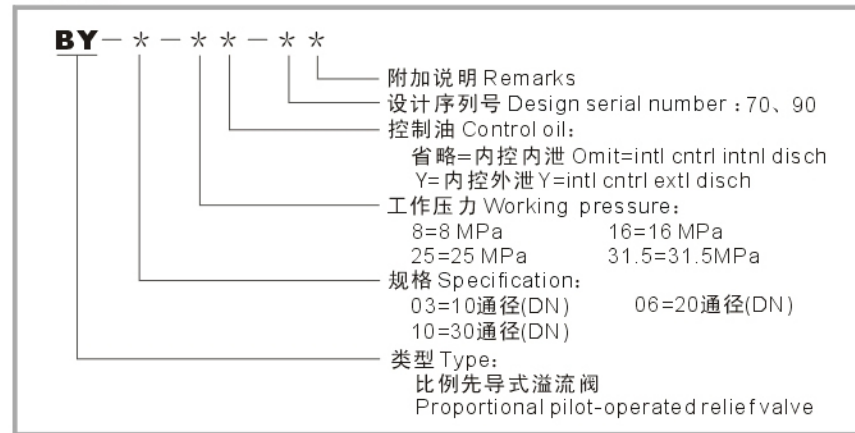 BY-*-**-**
附加说明 Remarks
设计序列号 Design serial number：70、90
控制油 Control oil：
省略=内控内泄 Omit=intl cntrl intnl disch
Y=内控外泄 Y=intl cntrl extl disch
工作压力 Working pressure：
8=8 MPa 16=16 MPa
25=25 MPa 31.5=31.5MPa
规格 Specification：
03=10通径(DN) 06=20通径(DN)
10=30通径(DN)
类型 Type：
比例先导式溢流阀
Proportional pilot-operated relief valve